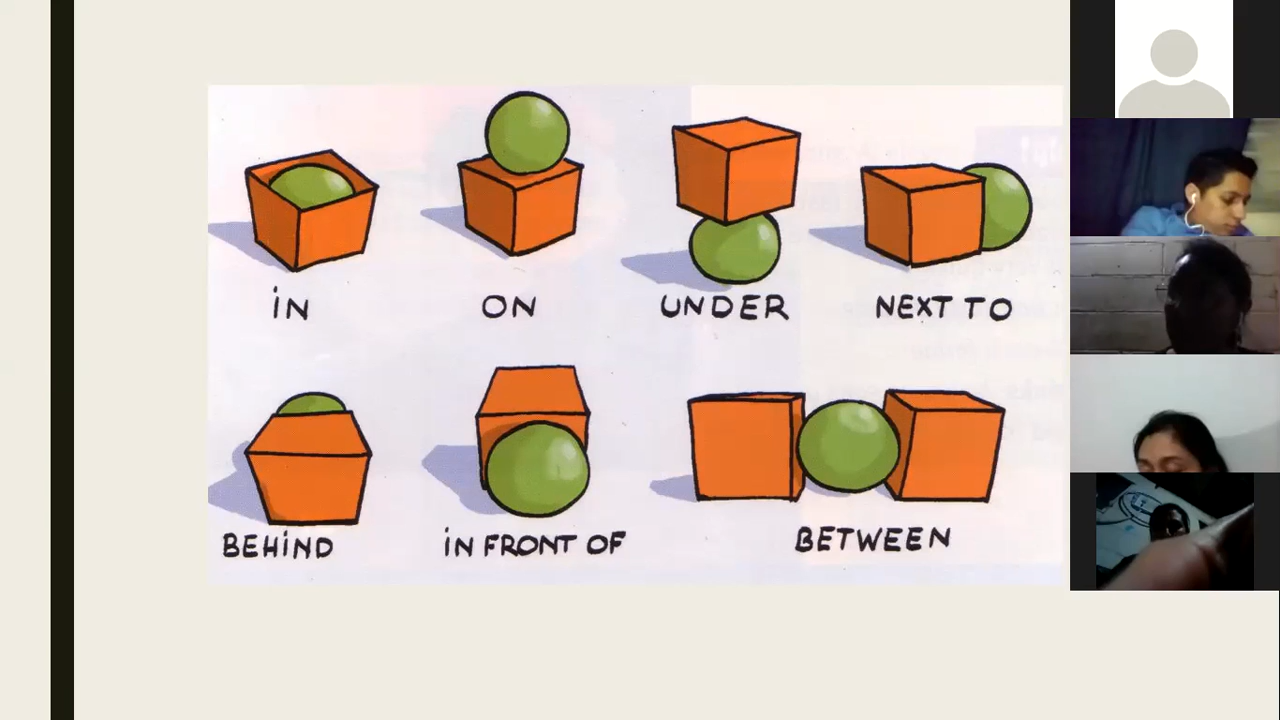 iN
ON
UNDER
NEXT TO
BEHiND
iN FRONT OF
BETWEEN